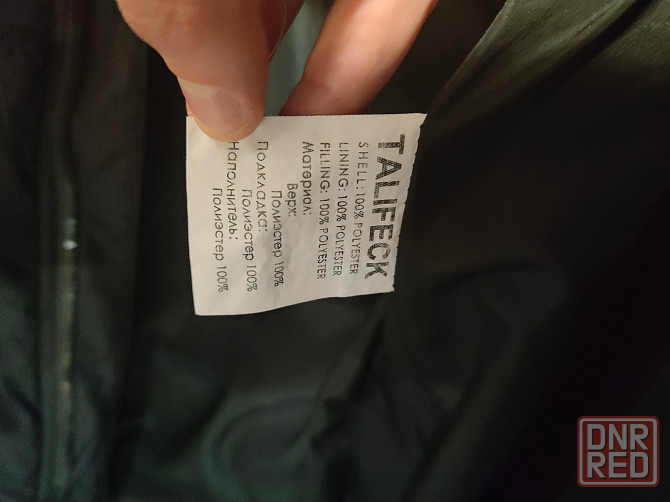 TALIFECK
SHELL:100% POLYESTER
LINING: 100% POLYESTER
FILLING: 100% POLYESTER
Материал:
Верх:
Полиэстер 100%
Подкладка:
Полиэстер 100%
Наполнитель:
Полиэстер 100%
DNR
RED